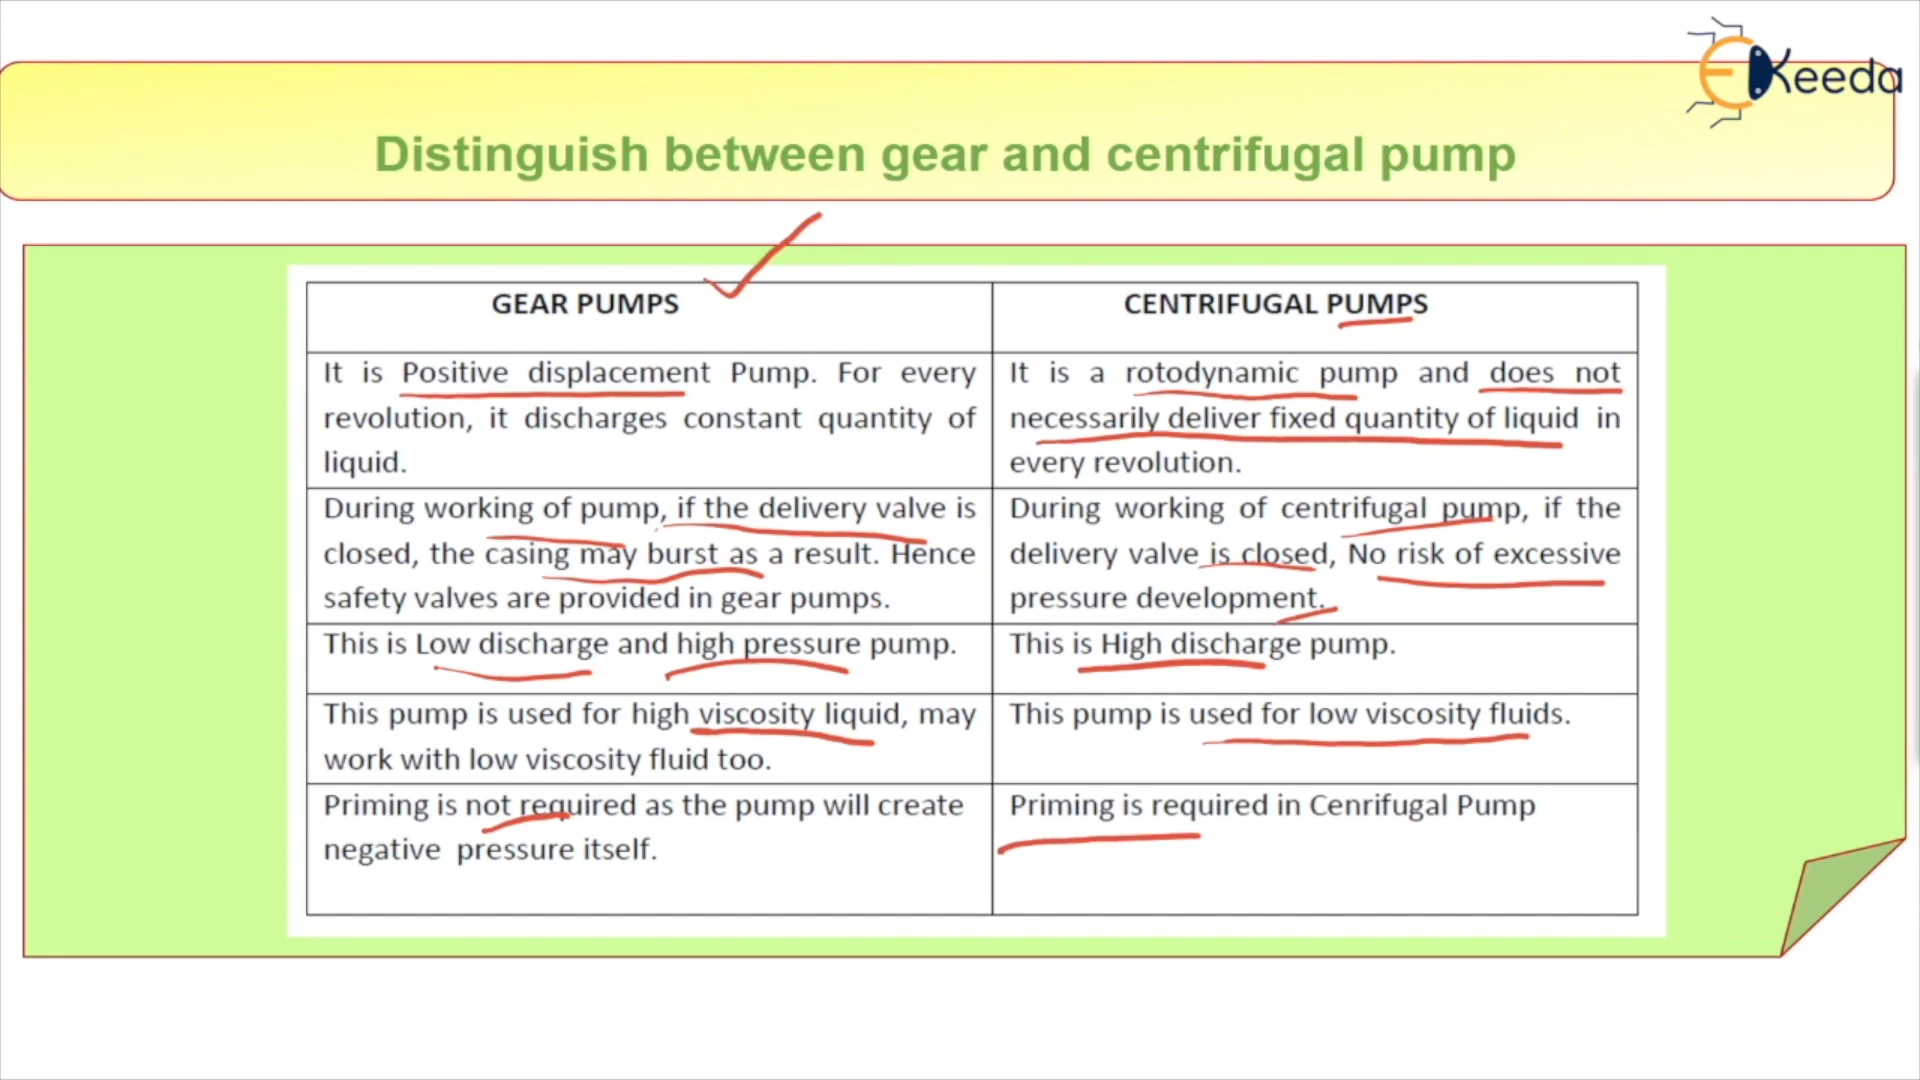 EKeeda
Distinguish between gear and centrifugal pump
GEAR PUMPS
CENTRIFUGAL PUMPS
It is Positive displacement Pump. For every
revolution, it discharges constant quantity of
liquid.
It is a rotodynamic pump and does not
necessarily deliver fixed quantity of liquid in
every revolution.
During working of pump, if the delivery valve is
closed, the casing may burst as a result. Hence
safety valves are provided in gear pumps.
During working of centrifugal pump, if the
delivery valve is closed, No risk of excessive
pressure development.
This is Low discharge and high pressure pump.
This is High discharge pump.
This pump is used for high viscosity liquid, may
work with low viscosity fluid too.
This pump is used for low viscosity fluids.
Priming is not required as the pump will create
negative pressure itself.
Priming is required in Cenrifugal Pump